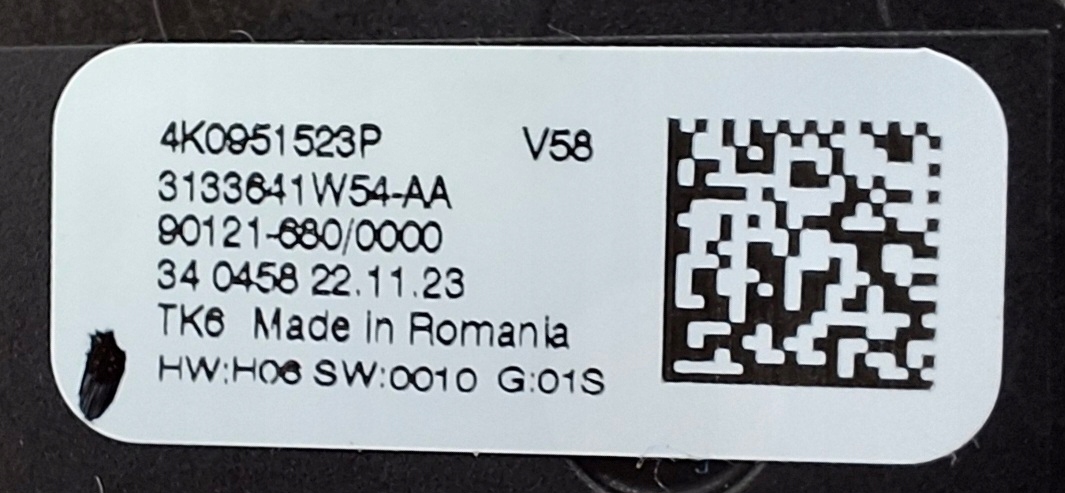 4K0951523P V58
3133641W54-AA
90121-680/0000
34 0458 22.11.23
TK6 Made in Romania
HW:H06 SW:0010 G:01S